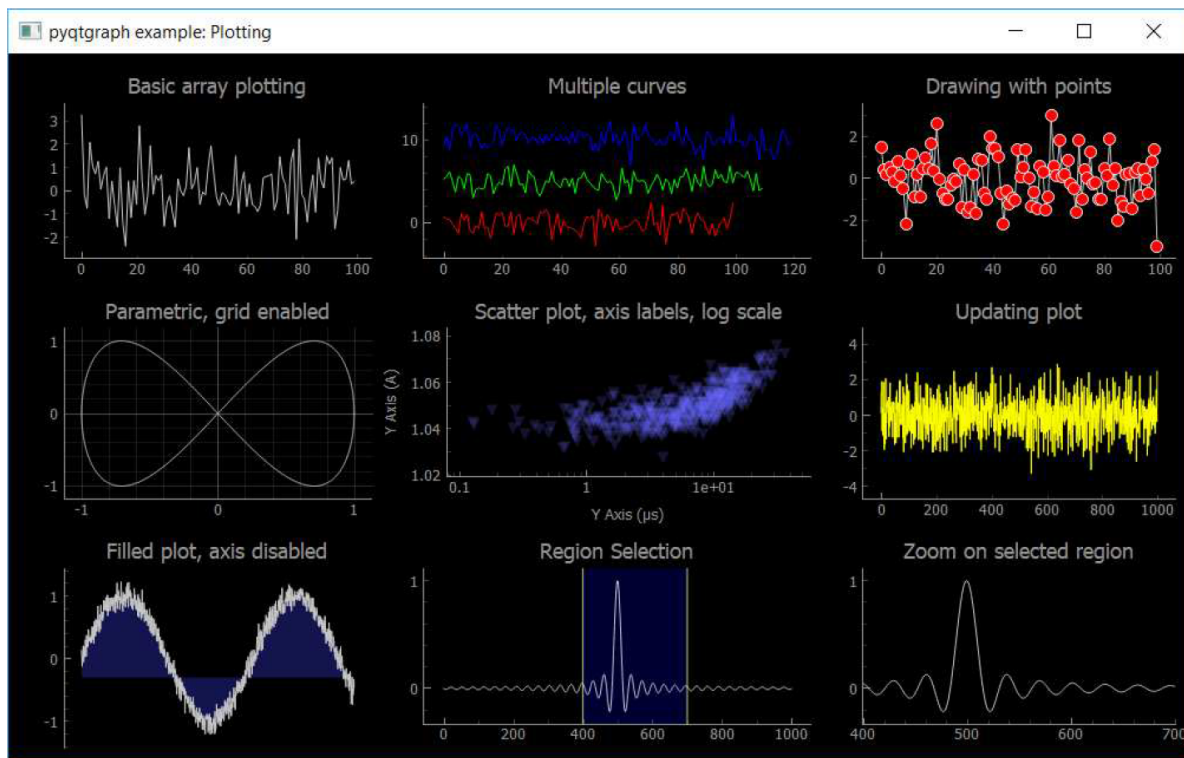 pyqtgraph example: Plotting
Basic array plotting
3
2
1
0
-1
-2
0 20 40 60 80 100
Multiple curves
10
0
0 20 40 60 80 100 120
Drawing with points
2
0
-2
0 20 40 60 80 100
Parametric, grid enabled
1
0
-1
-1 0 1
Scatter plot, axis labels, log scale
Y Axis (A)
1.08
1.06
1.04
1.02
0.1 1 1e+01
Y Axis (µs)
Updating plot
4
2
0
-2
-4
0 200 400 600 800 1000
Filled plot, axis disabled
1
0
-1
Region Selection
1
0
0 200 400 600 800 1000
Zoom on selected region
1
0
400 500 600 700